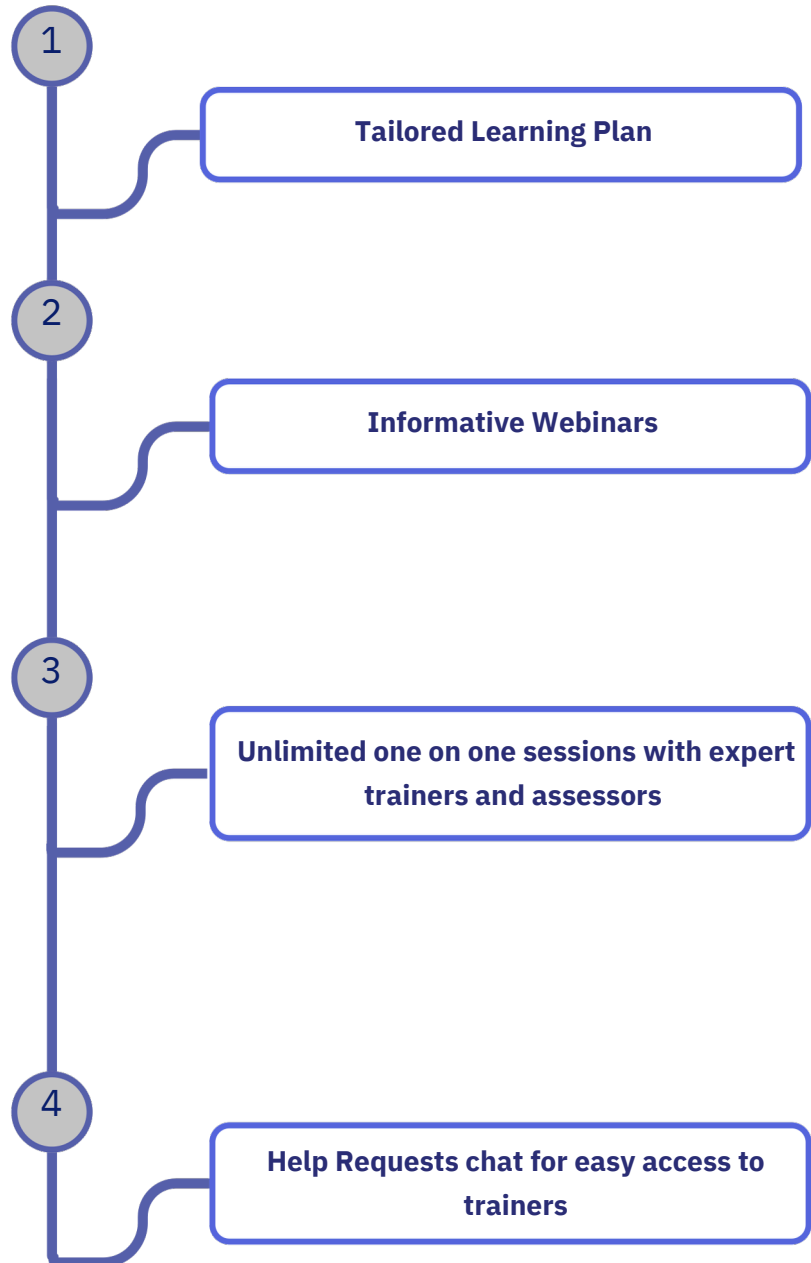 1
Tailored Learning Plan
2
Informative Webinars
3
Unlimited one on one sessions with expert
trainers and assessors
4
Help Requests chat for easy access to
trainers